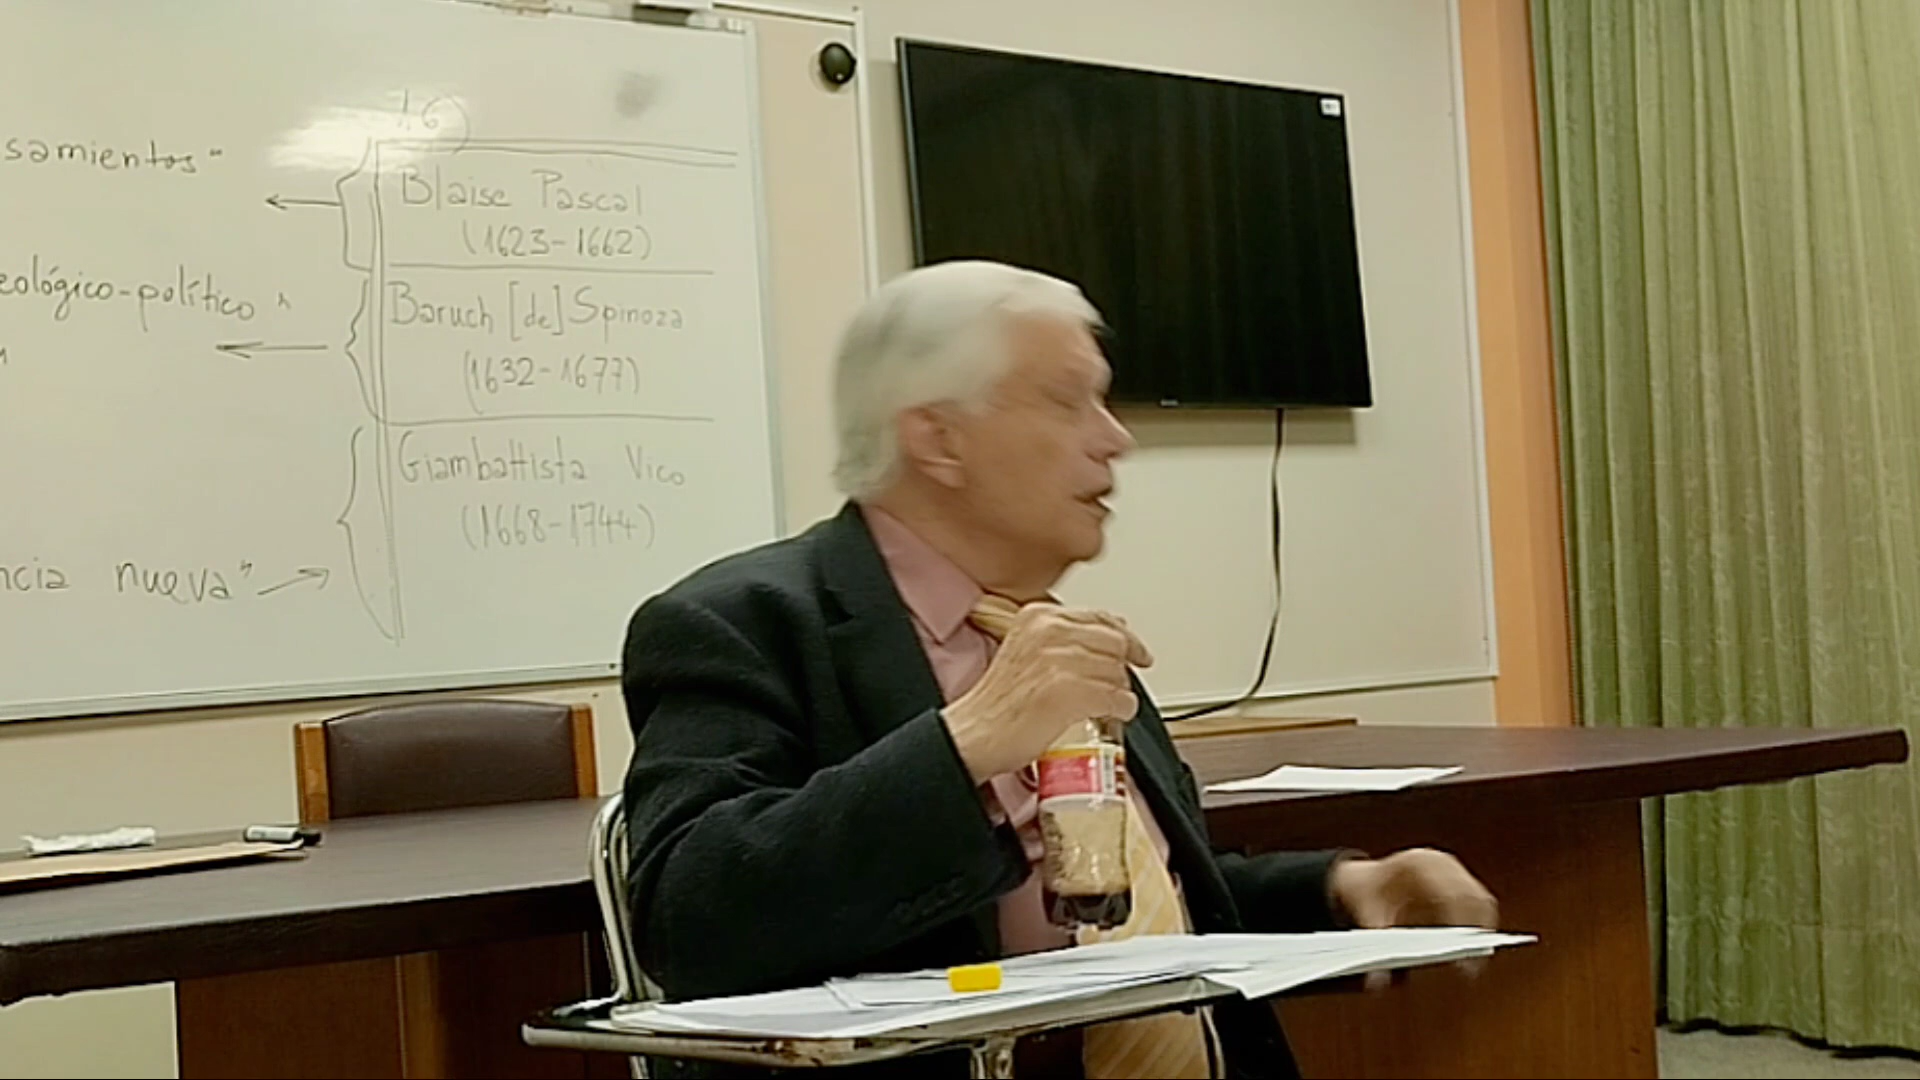 16
samientos"
Blaise Pascal
(1623-1662)
eológico-político"
Baruch [de] Spinoza
(1632-1677)
Giambattista Vico
(1668-1744)
ncia nueva"